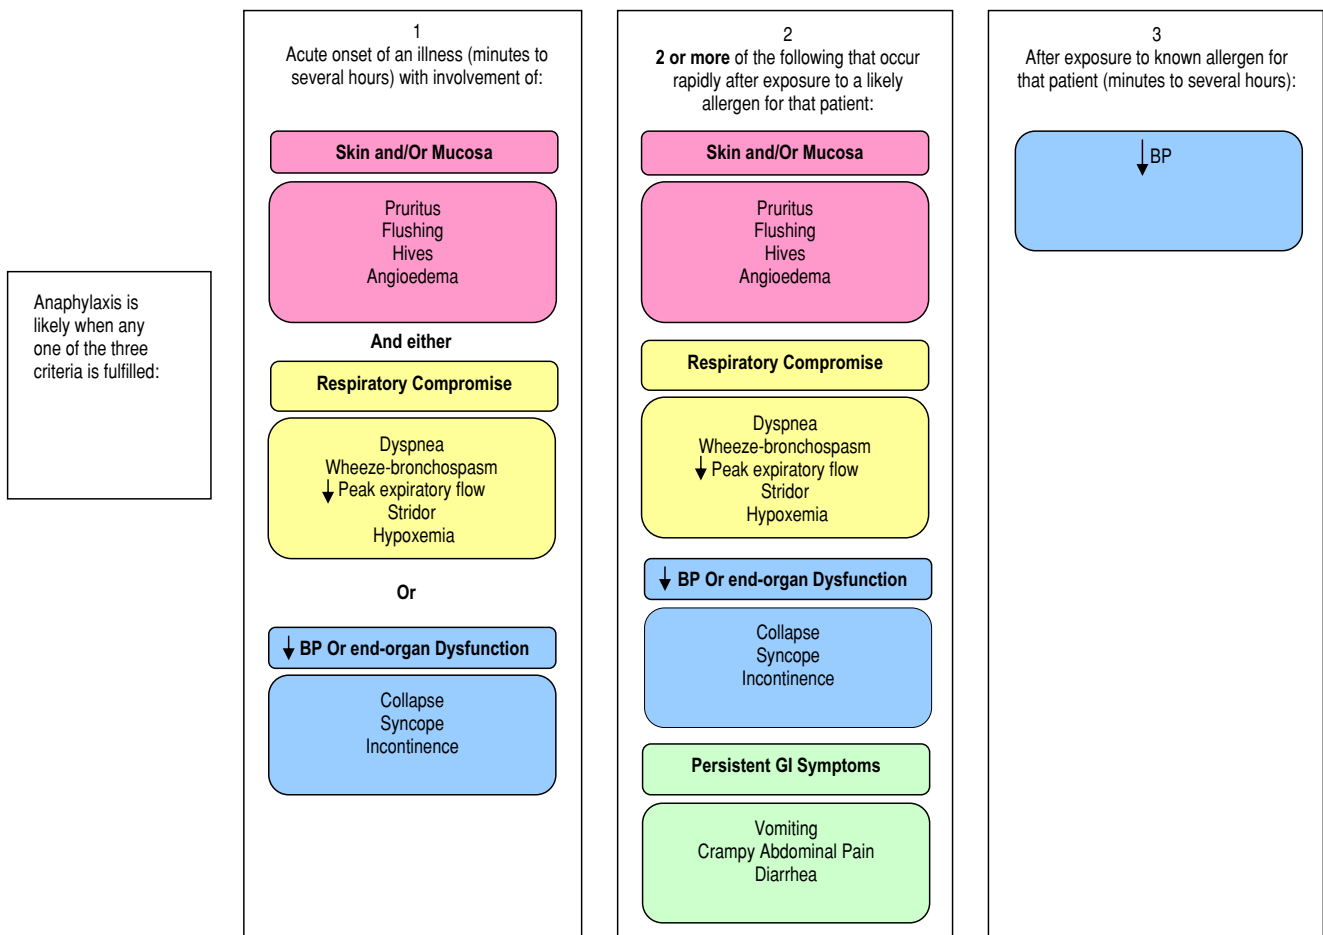 Anaphylaxis is
likely when any
one of the three
criteria is fulfilled:
1
Acute onset of an illness (minutes to
several hours) with involvement of:
Skin and/Or Mucosa
Pruritus
Flushing
Hives
Angioedema
And either
Respiratory Compromise
Dyspnea
Wheeze-bronchospasm
↓ Peak expiratory flow
Stridor
Hypoxemia
Or
↓ BP Or end-organ Dysfunction
Collapse
Syncope
Incontinence
2
2 or more of the following that occur
rapidly after exposure to a likely
allergen for that patient:
Skin and/Or Mucosa
Pruritus
Flushing
Hives
Angioedema
Respiratory Compromise
Dyspnea
Wheeze-bronchospasm
↓ Peak expiratory flow
Stridor
Hypoxemia
↓ BP Or end-organ Dysfunction
Collapse
Syncope
Incontinence
Persistent GI Symptoms
Vomiting
Crampy Abdominal Pain
Diarrhea
3
After exposure to known allergen for
that patient (minutes to several hours):
↓ BP